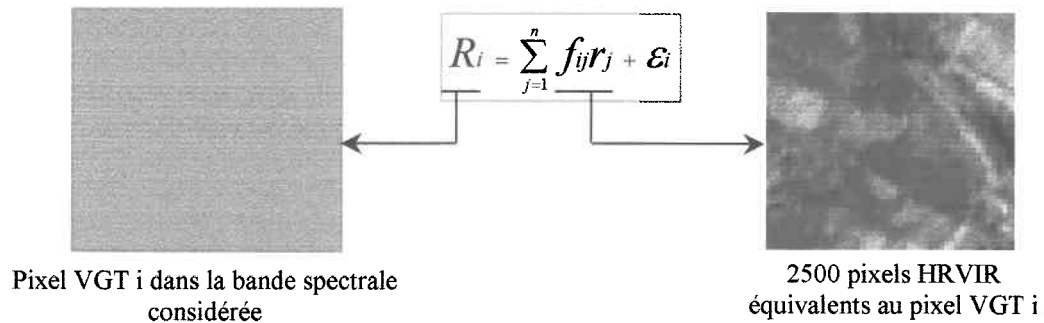 R_i = \sum_{j=1}^{n} f_{ij} r_j + ε_i
Pixel VGT i dans la bande spectrale
considérée
2500 pixels HRVIR
équivalents au pixel VGT i